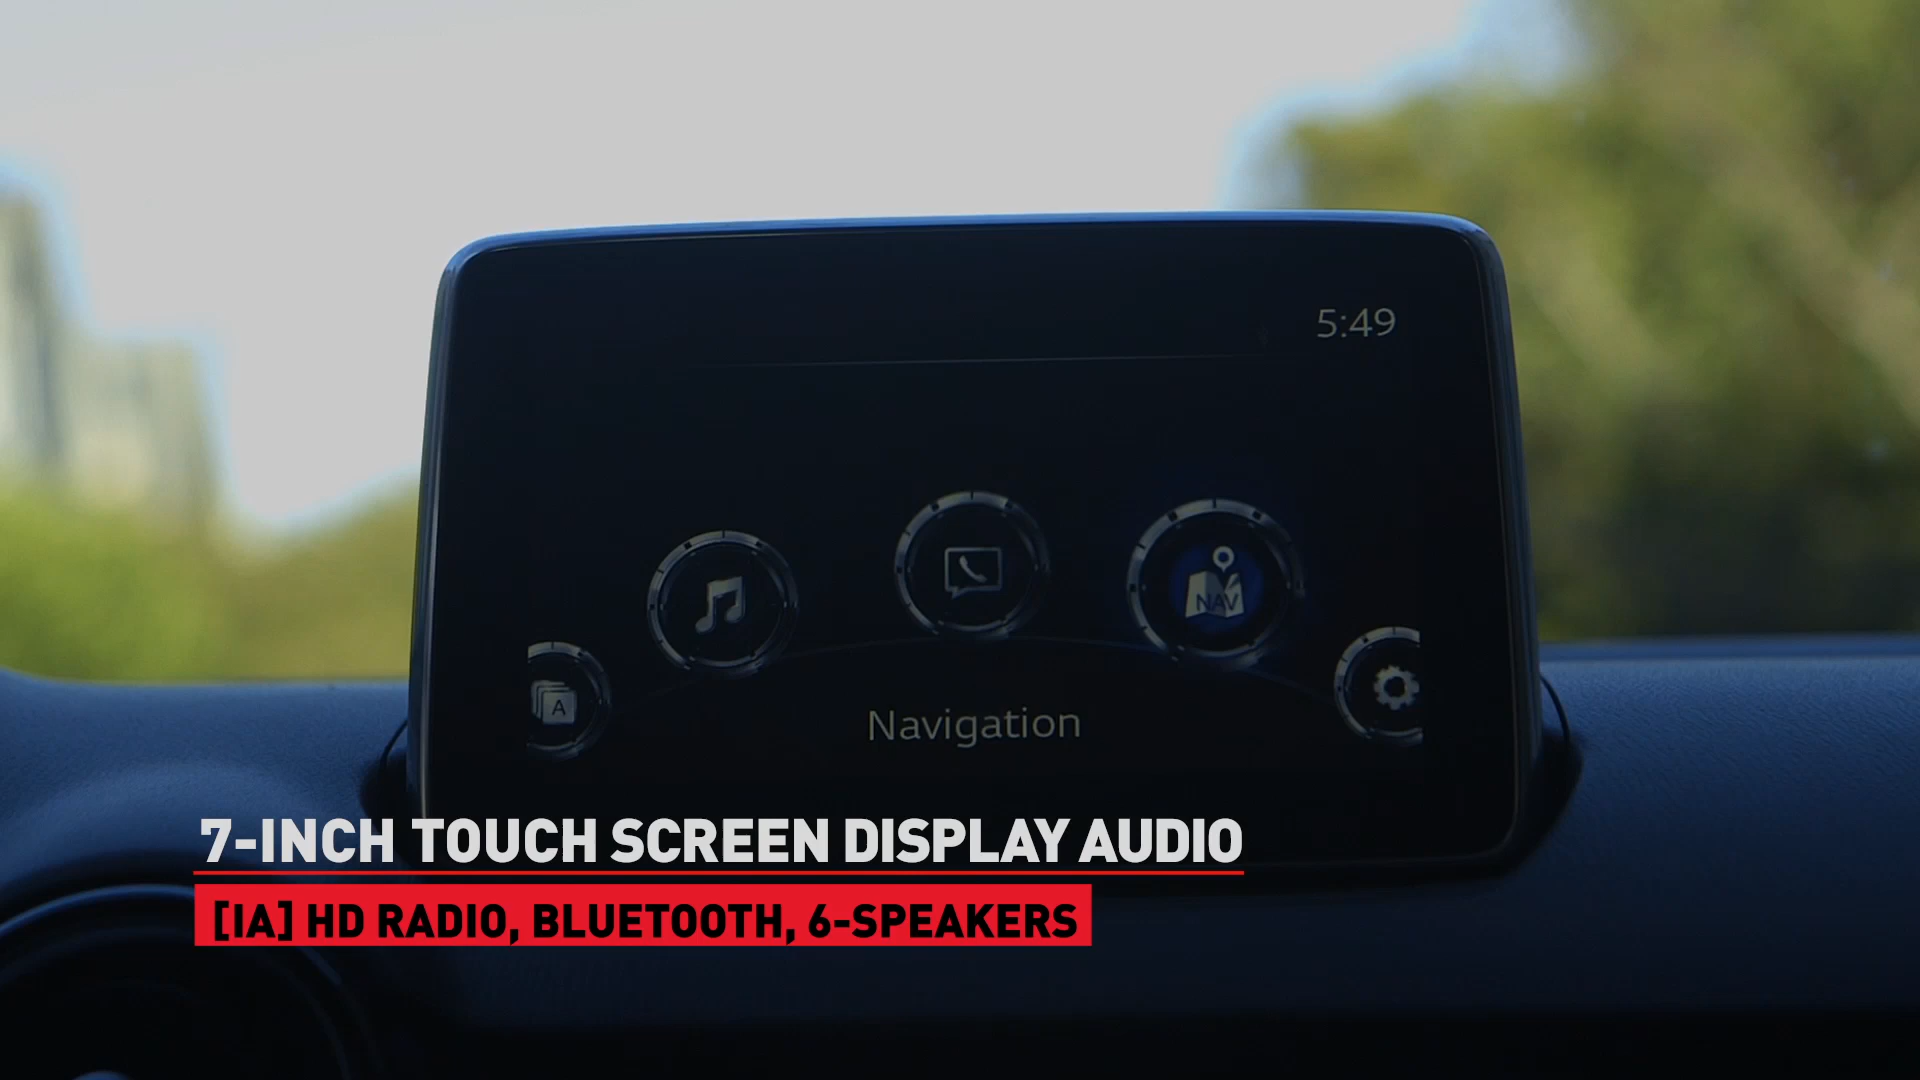 5:49
NAV
A
Navigation
7-INCH TOUCH SCREEN DISPLAY AUDIO
[IA] HD RADIO, BLUETOOTH, 6-SPEAKERS